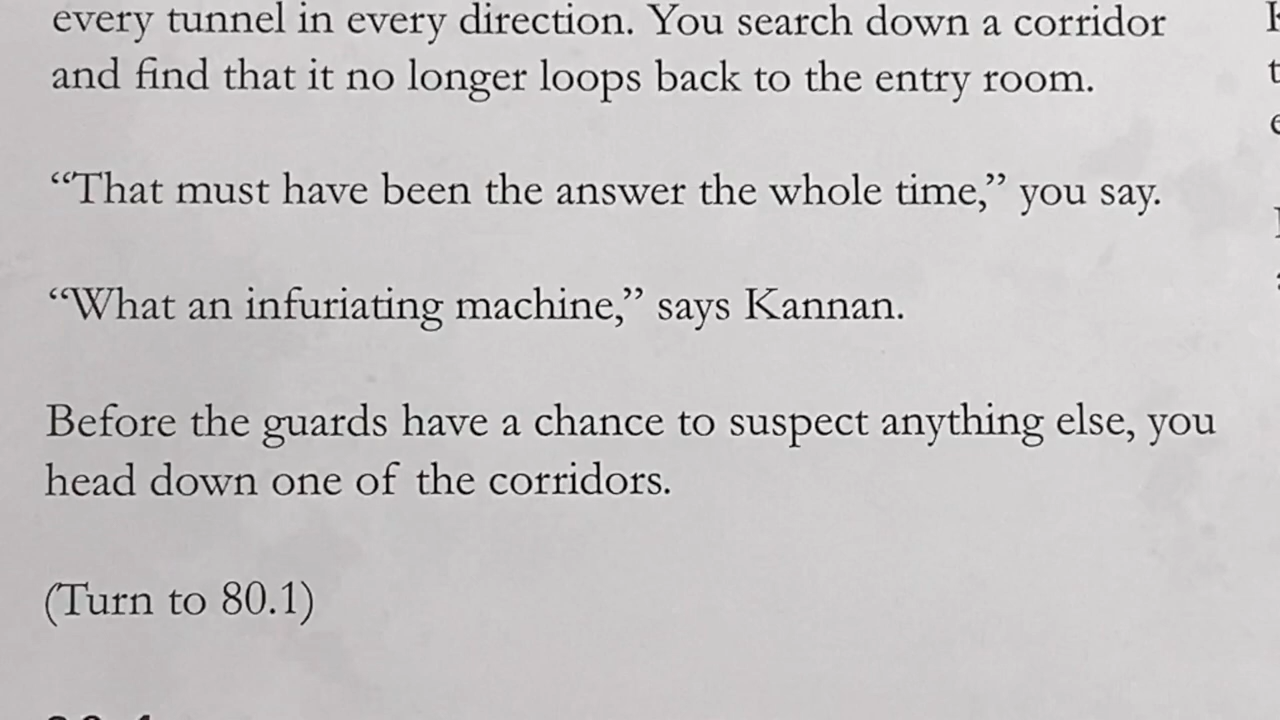 every tunnel in every direction. You search down a corridor
and find that it no longer loops back to the entry room.
“That must have been the answer the whole time,” you say.
“What an infuriating machine,” says Kannan.
Before the guards have a chance to suspect anything else, you
head down one of the corridors.
(Turn to 80.1)